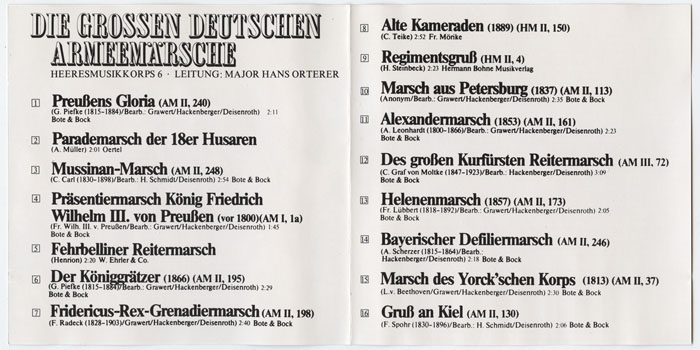 DIE GROSSEN DEUTSCHEN
ARMEEMÄRSCHE
HEERESMUSIKKORPS 6 · LEITUNG: MAJOR HANS ORTERER
1 Preußens Gloria (AM II, 240)
(G. Piefke (1815–1884)/Bearb.: Grawert/Hackenberger/Deisenroth) 2:11
Bote & Bock
2 Parademarsch der 18er Husaren
(A. Müller) 2:01 Oertel
3 Mussinan-Marsch (AM II, 248)
(C. Carl (1830–1898)/Bearb.: H. Schmidt/Deisenroth) 2:54 Bote & Bock
4 Präsentiermarsch König Friedrich
Wilhelm III. von Preußen (vor 1800)(AM I, 1a)
(Fr. Wilh. III. v. Preußen/Bearb.: Grawert/Hackenberger/Deisenroth) 1:45
Bote & Bock
5 Fehrbelliner Reitermarsch
(Henrion) 2:20 W. Ehrler & Co.
6 Der Königgrätzer (1866) (AM II, 195)
(G. Piefke (1815–1884)/Bearb.: Grawert/Hackenberger/Deisenroth) 2:29
Bote & Bock
7 Fridericus-Rex-Grenadiermarsch (AM II, 198)
(F. Radeck (1828–1903)/Grawert/Hackenberger/Deisenroth) 2:40 Bote & Bock
8 Alte Kameraden (1889) (HM II, 150)
(C. Teike) 2:52 Fr. Mörike
9 Regimentsgruß (HM II, 4)
(H. Steinbeck) 2:23 Hermann Bohne Musikverlag
10 Marsch aus Petersburg (1837) (AM II, 113)
(Anonym/Bearb.: Grawert/Hackenberger/Deisenroth) 2:35 Bote & Bock
11 Alexandermarsch (1853) (AM II, 161)
(A. Leonhardt (1800–1866)/Bearb.: Grawert/Hackenberger/Deisenroth) 2:23
Bote & Bock
12 Des großen Kurfürsten Reitermarsch (AM III, 72)
(C. Graf von Moltke (1847–1923)/Bearb.: Hackenberger/Deisenroth) 3:09
Bote & Bock
13 Helenenmarsch (1857) (AM II, 173)
(Fr. Lübbert (1818–1892)/Bearb.: Grawert/Hackenberger/Deisenroth) 2:05
Bote & Bock
14 Bayerischer Defiliermarsch (AM II, 246)
(A. Scherzer (1815–1864)/Bearb.:
Hackenberger/Deisenroth) 2:18 Bote & Bock
15 Marsch des Yorck'schen Korps (1813) (AM II, 37)
(L.v. Beethoven/Grawert/Hackenberger/Deisenroth) 2:30 Bote & Bock
16 Gruß an Kiel (AM II, 130)
(F. Spohr (1830–1896)/Bearb.: H. Schmidt/Deisenroth) 2:06 Bote & Bock